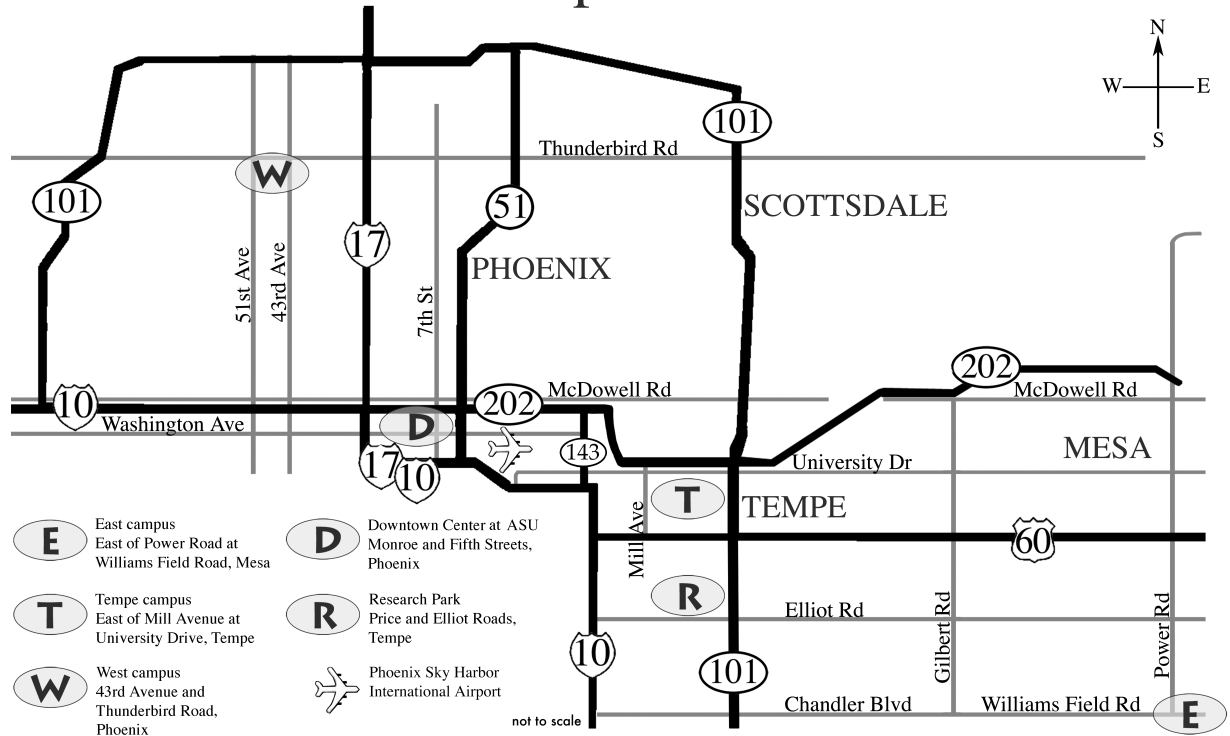 N
W E
S
101
Thunderbird Rd
W
101
51
SCOTTSDALE
17
PHOENIX
51st Ave
43rd Ave
7th St
202
McDowell Rd
McDowell Rd
10
202
Washington Ave
D
143
MESA
17
10
University Dr
T
TEMPE
Mill Ave
60
R
Elliot Rd
Gilbert Rd
Power Rd
10
101
Chandler Blvd
Williams Field Rd
E
not to scale
E
East campus
East of Power Road at
Williams Field Road, Mesa
T
Tempe campus
East of Mill Avenue at
University Drive, Tempe
W
West campus
43rd Avenue and
Thunderbird Road,
Phoenix
D
Downtown Center at ASU
Monroe and Fifth Streets,
Phoenix
R
Research Park
Price and Elliot Roads,
Tempe
Phoenix Sky Harbor
International Airport